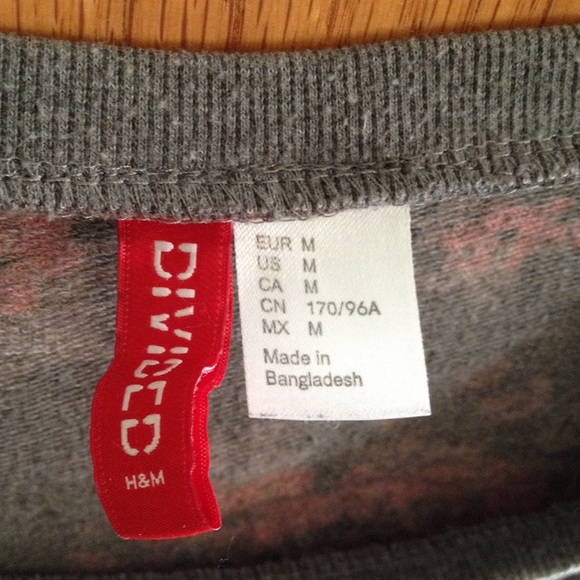 DIVIDED
H&M
EUR M
US M
CA M
CN 170/96A
MX M
Made in
Bangladesh